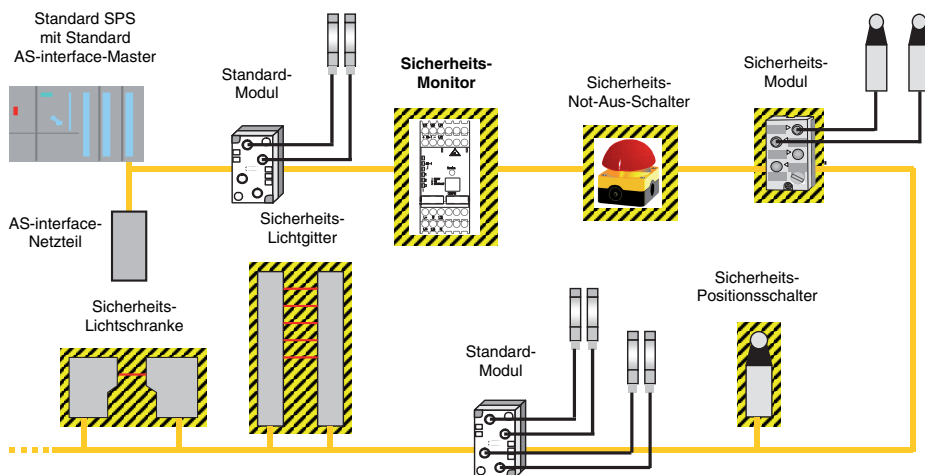 Standard SPS
mit Standard
AS-interface-Master
Standard-
Modul
Sicherheits-
Monitor
Sicherheits-
Not-Aus-Schalter
Sicherheits-
Modul
AS-interface-
Netzteil
Sicherheits-
Lichtgitter
Sicherheits-
Lichtschranke
Standard-
Modul
Sicherheits-
Positionsschalter